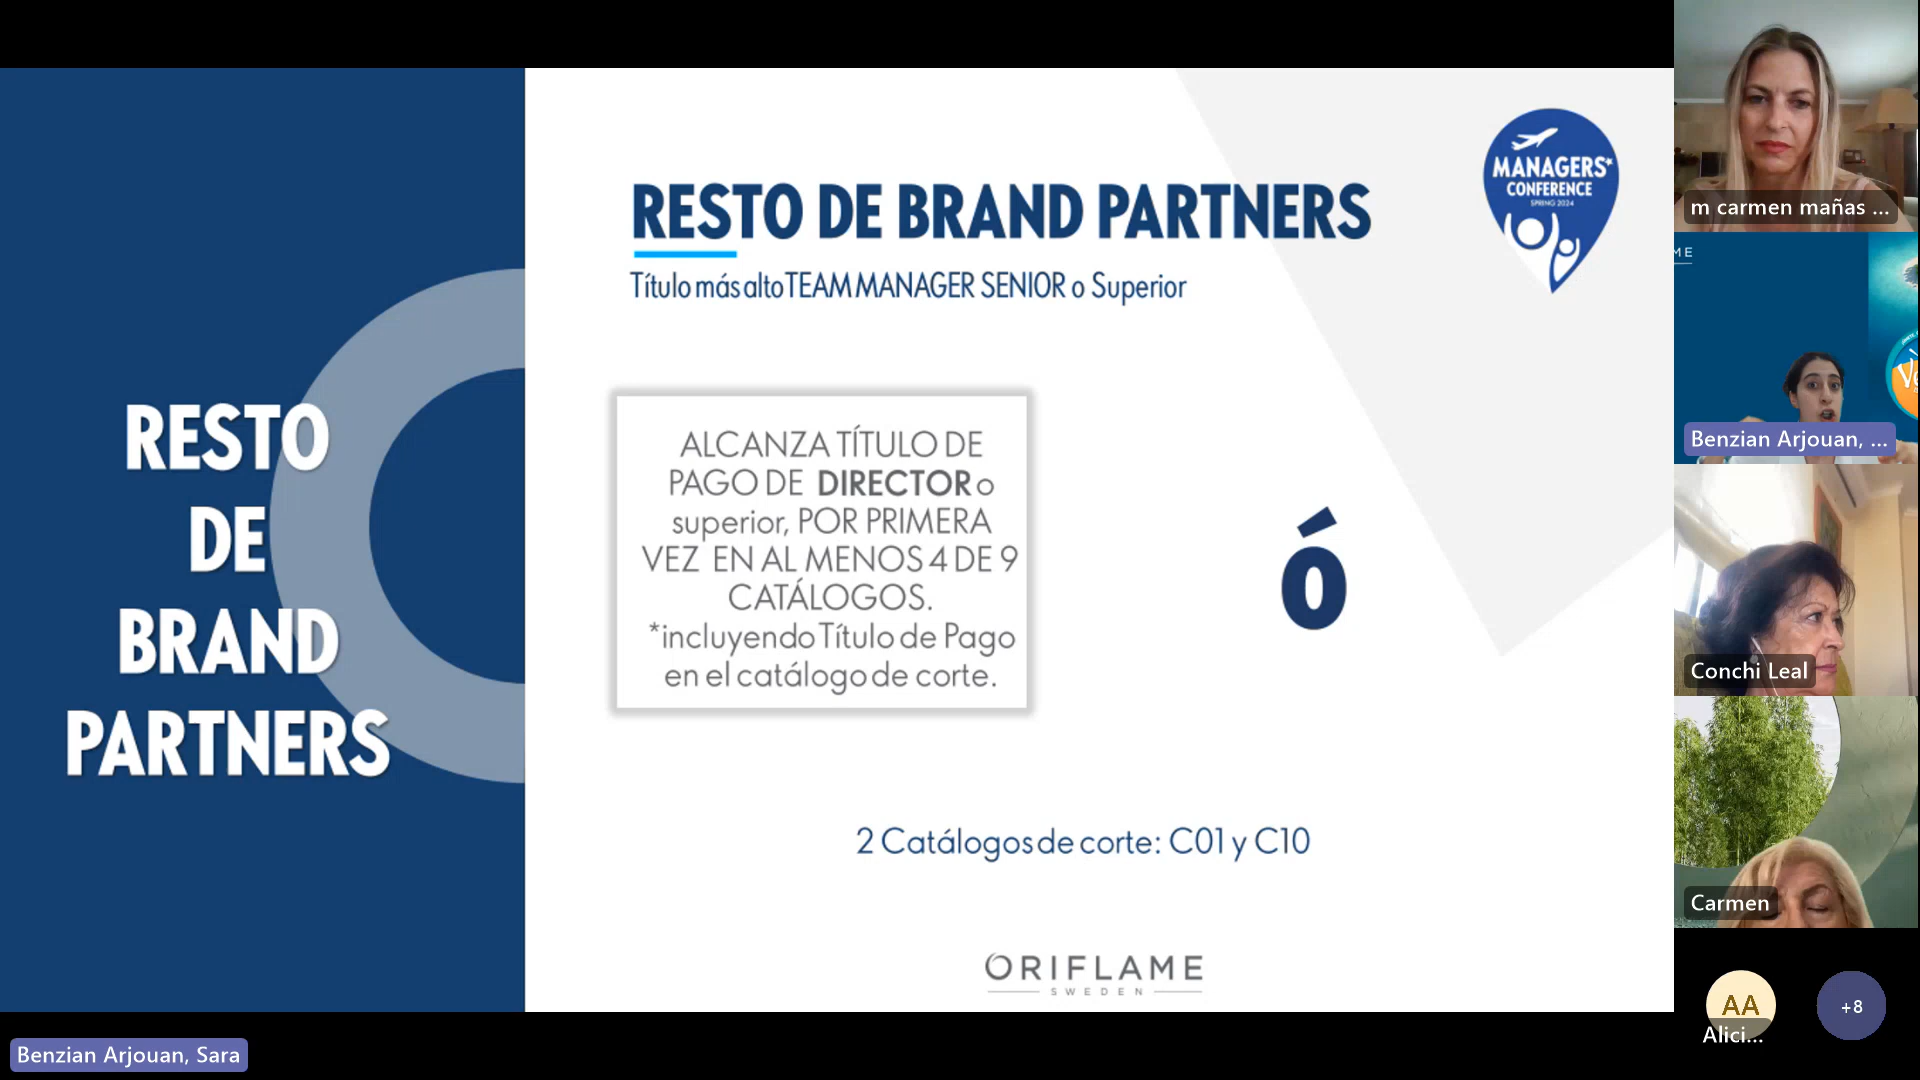 RESTO
DE
BRAND
PARTNERS
RESTO DE BRAND PARTNERS
Título más alto TEAM MANAGER SENIOR o Superior
MANAGERS'
CONFERENCE
SPRING 2024
ALCANZA TÍTULO DE
PAGO DE DIRECTOR o
superior, POR PRIMERA
VEZ EN AL MENOS 4 DE 9
CATÁLOGOS.
*incluyendo Título de Pago
en el catálogo de corte.
ó
2 Catálogos de corte: C01 y C10
ORIFLAME
SWEDEN
Benzian Arjouan, Sara
m carmen mañas ...
ME
Benzian Arjouan, ...
Conchi Leal
Carmen
AA
Alici...
+8